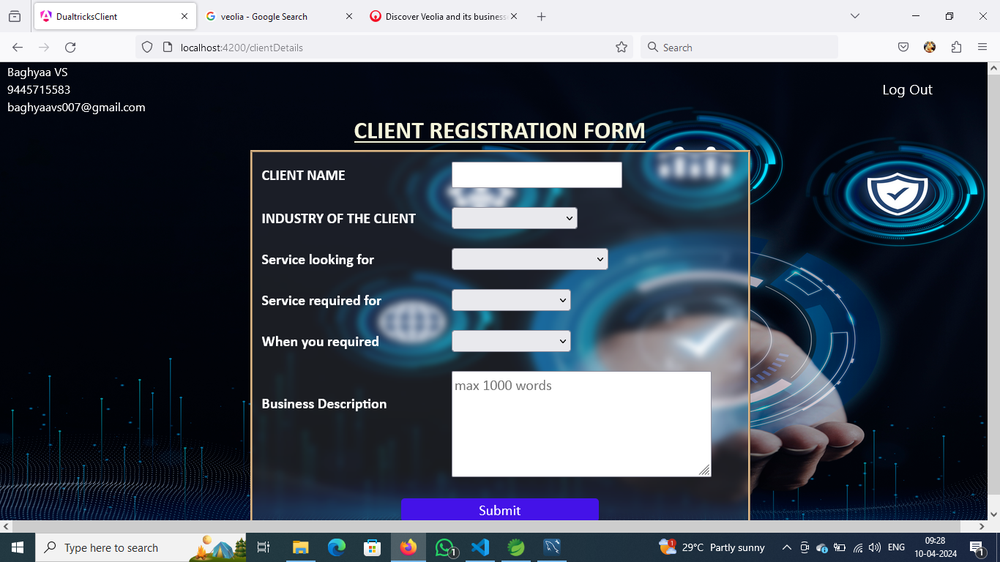 DualtricksClient
veolia - Google Search
Discover Veolia and its business
localhost:4200/clientDetails
Search
Baghyaa VS
9445715583
baghyaavs007@gmail.com
Log Out
CLIENT REGISTRATION FORM
CLIENT NAME
INDUSTRY OF THE CLIENT
Service looking for
Service required for
When you required
Business Description
max 1000 words
Submit
Type here to search
1
1
29°C Partly sunny
ENG
09:28
10-04-2024
1